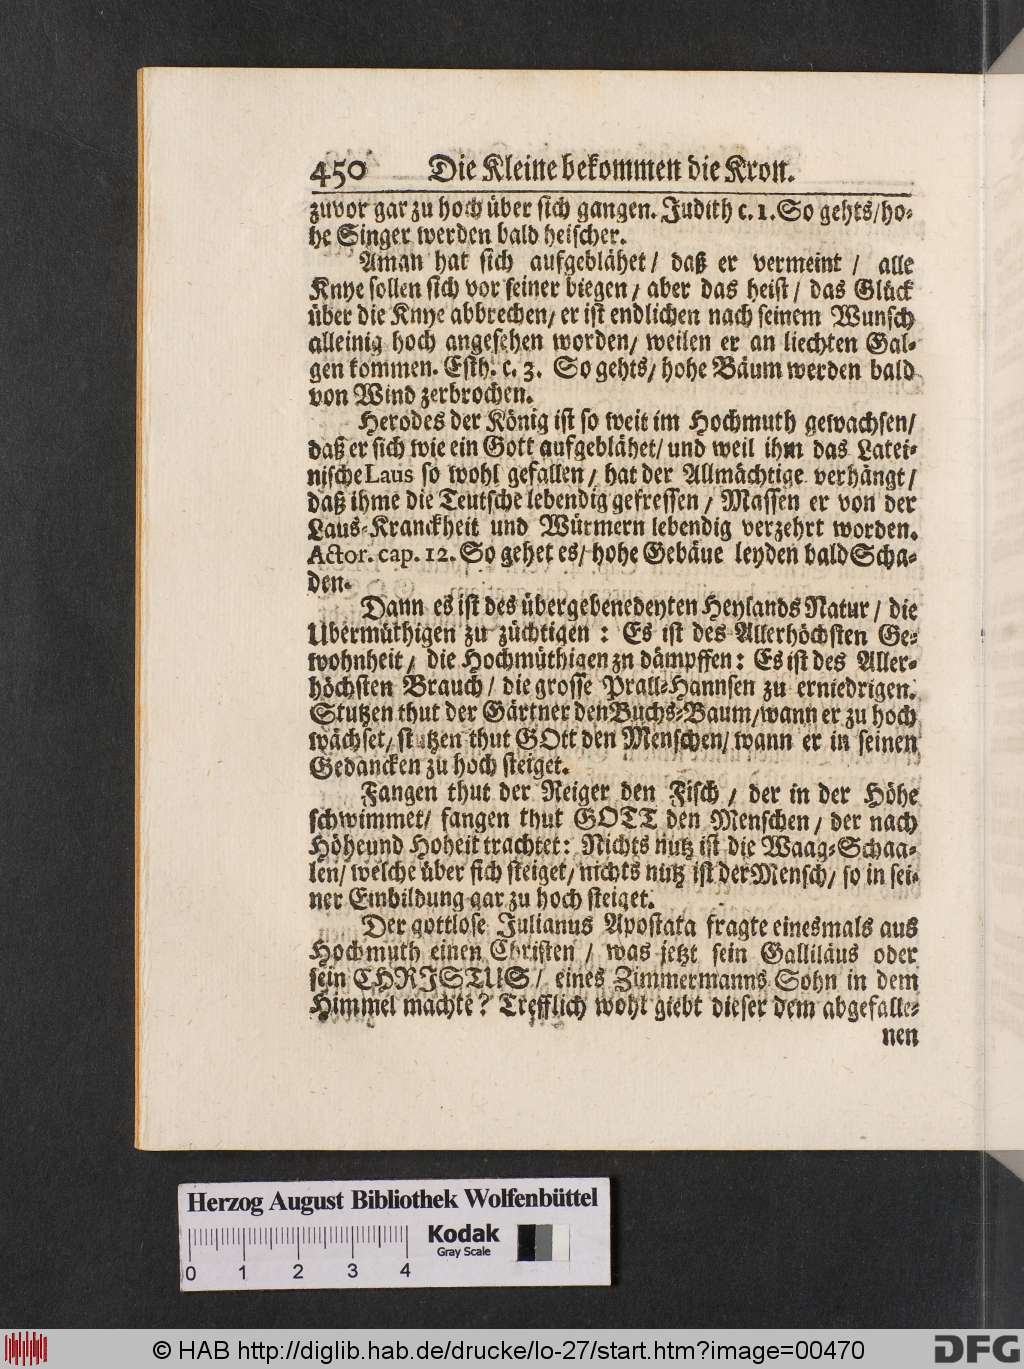 450 Die Kleine bekommen die Kron.
zuvor gar zu hoch über sich gangen. Judith c. 1. So gehts/ ho-
he Singer werden bald heischer.
Aman hat sich aufgeblähet/ daß er vermeint / alle
Knye sollen sich vor seiner biegen/ aber das heist/ das Glück
über die Knye abbrechen/ er ist endlichen nach seinem Wunsch
alleinig hoch angesehen worden/ weilen er an liechten Gal-
gen kommen. Esth. c. 3. So gehts/ hohe Bäum werden bald
von Wind zerbrochen.
Herodes der König ist so weit im Hochmuth gewachsen/
daß er sich wie ein Gott aufgeblähet/ und weil ihm das Latei-
nische Laus so wohl gefallen/ hat der Allmächtige verhängt/
daß ihme die Teutsche lebendig gefressen/ Massen er von der
Laus-Kranckheit und Würmern lebendig verzehrt worden.
Actor. cap. 12. So gehet es/ hohe Gebäue leyden bald Scha-
den.
Dann es ist des übergebenedeyten Heylands Natur/ die
Ubermüthigen zu züchtigen : Es ist des Allerhöchsten Ge-
wohnheit/ die Hochmüthigen zn dämpffen: Es ist des Aller-
höchsten Brauch/ die grosse Prall-Hannsen zu erniedrigen.
Stutzen thut der Gärtner den Buchs-Baum/ wann er zu hoch
wächset/ stutzen thut GOtt den Menschen/ wann er in seinen
Gedancken zu hoch steiget.
Fangen thut der Reiger den Fisch / der in der Höhe
schwimmet/ fangen thut GOTT den Menschen/ der nach
Höhe und Hoheit trachtet: Nichts nutz ist die Waag-Schaa-
len/ welche über sich steiget/ nichts nutz ist der Mensch/ so in sei-
ner Einbildung gar zu hoch steiget.
Der gottlose Julianus Apostata fragte einesmals aus
Hochmuth einen Christen / was jetzt sein Galliläus oder
sein CHRISTUS/ eines Zimmermanns Sohn in dem
Himmel machte? Trefflich wohl giebt dieser dem abgefalle-
nen
Herzog August Bibliothek Wolfenbüttel
Kodak
Gray Scale
0 1 2 3 4
© HAB http://diglib.hab.de/drucke/lo-27/start.htm?image=00470
DFG